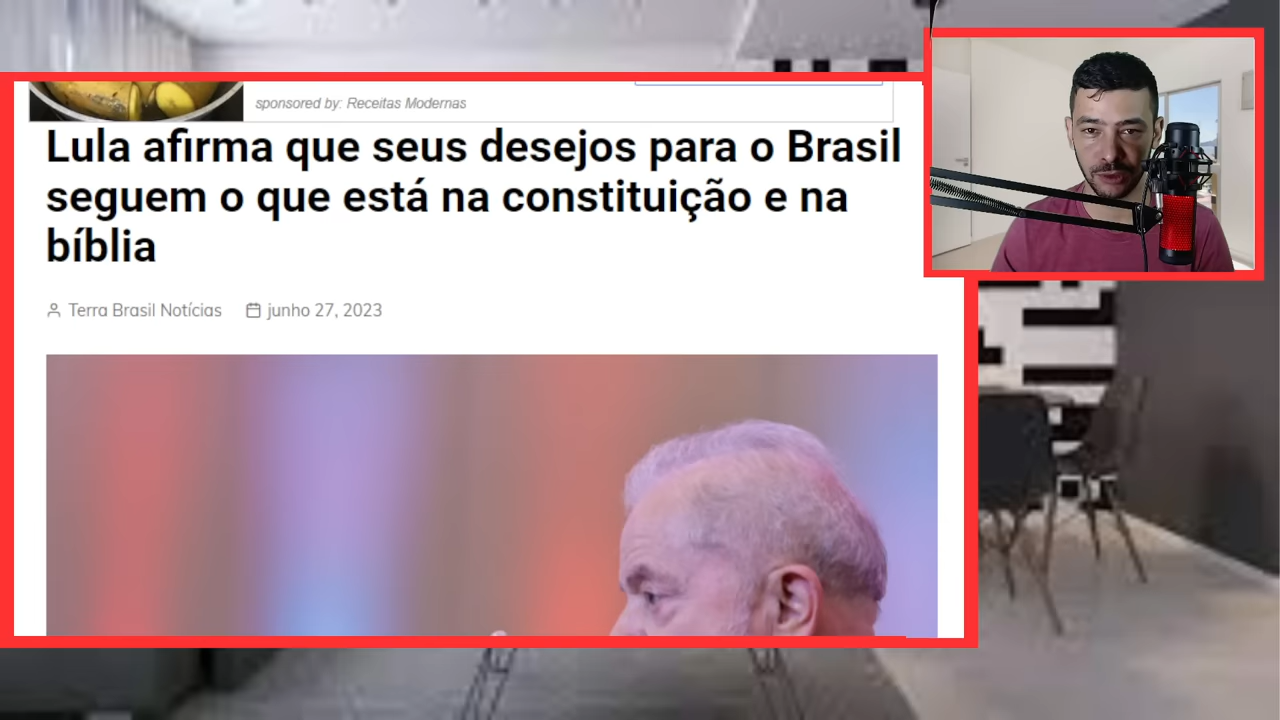 sponsored by: Receitas Modernas
Lula afirma que seus desejos para o Brasil
seguem o que está na constituição e na
bíblia
Terra Brasil Notícias junho 27, 2023